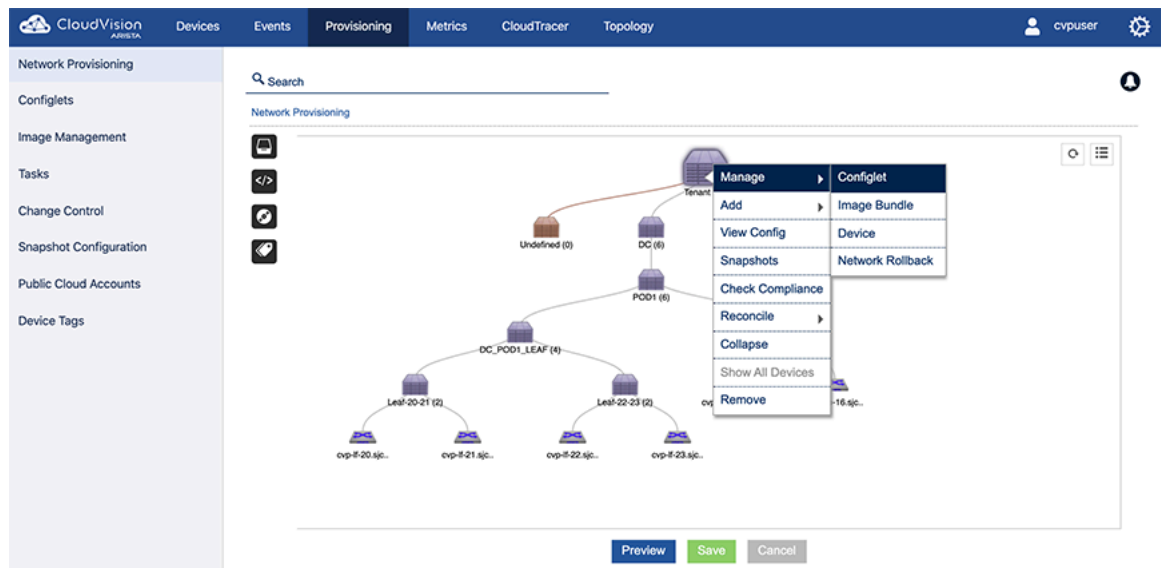 CloudVision
ARISTA
Devices
Events
Provisioning
Metrics
CloudTracer
Topology
cvpuser
Network Provisioning
Configlets
Image Management
Tasks
Change Control
Snapshot Configuration
Public Cloud Accounts
Device Tags
Search
Network Provisioning
</>
Tenant
Undefined (0)
DC (6)
POD1 (6)
DC_POD1_LEAF (4)
Leaf-20-21 (2)
Leaf-22-23 (2)
cvp-lf-20.sjc..
cvp-lf-21.sjc..
cvp-lf-22.sjc..
cvp-lf-23.sjc..
-16.sjc..
Manage
Add
View Config
Snapshots
Check Compliance
Reconcile
Collapse
Show All Devices
Remove
Configlet
Image Bundle
Device
Network Rollback
Preview
Save
Cancel